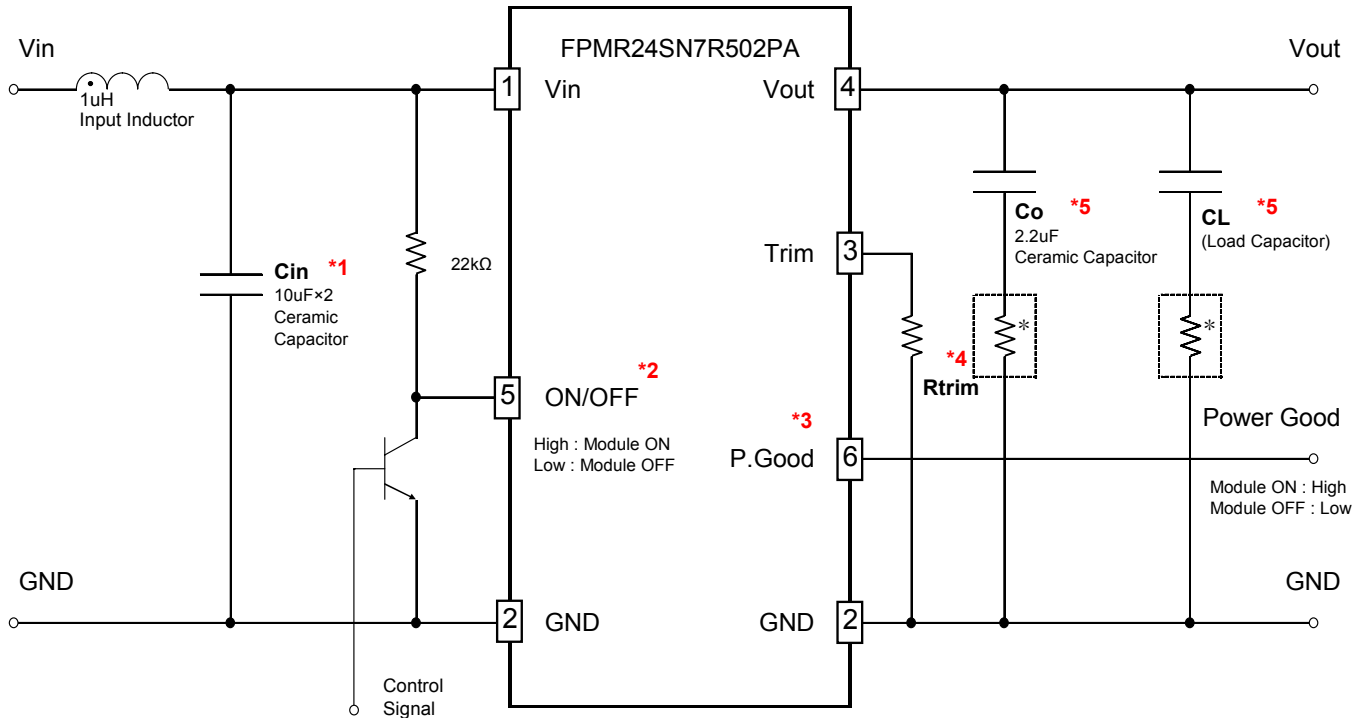 FPMR24SN7R502PA
Vin
1uH
Input Inductor
1
Vin
Vout
4
Vout
Cin *1
10uF×2
Ceramic
Capacitor
22kΩ
Trim
3
Co *5
2.2uF
Ceramic Capacitor
CL *5
(Load Capacitor)
*
*
*4
Rtrim
5
ON/OFF *2
High : Module ON
Low : Module OFF
*3
P.Good
6
Power Good
Module ON : High
Module OFF : Low
GND
2
GND
GND
2
GND
Control
Signal